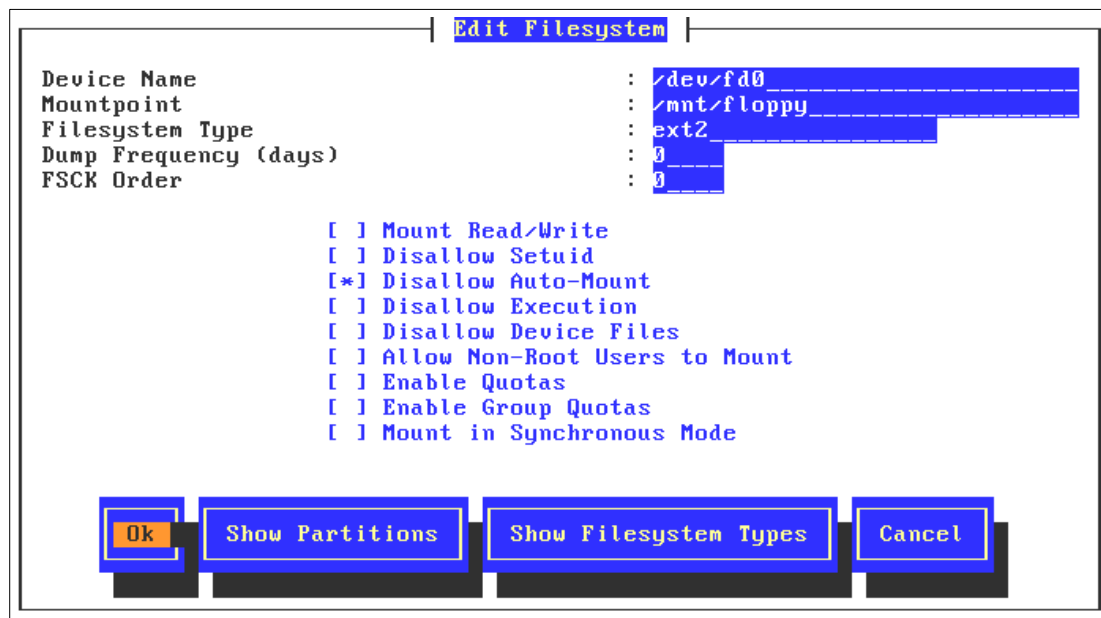 Edit Filesystem
Device Name : /dev/fd0
Mountpoint : /mnt/floppy
Filesystem Type : ext2
Dump Frequency (days) : 0
FSCK Order : 0
[ ] Mount Read/Write
[ ] Disallow Setuid
[*] Disallow Auto-Mount
[ ] Disallow Execution
[ ] Disallow Device Files
[ ] Allow Non-Root Users to Mount
[ ] Enable Quotas
[ ] Enable Group Quotas
[ ] Mount in Synchronous Mode
Ok Show Partitions Show Filesystem Types Cancel